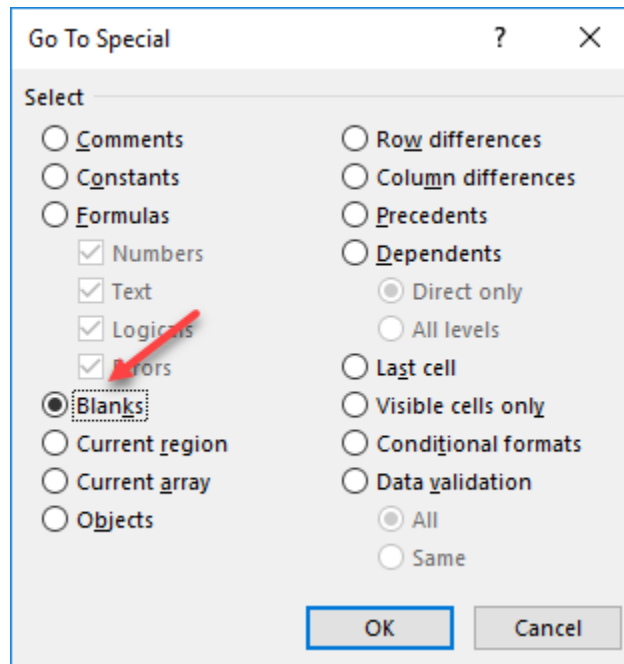 Go To Special
?
Select
Comments
Constants
Formulas
Numbers
Text
Logicals
Errors
Blanks
Current region
Current array
Objects
Row differences
Column differences
Precedents
Dependents
Direct only
All levels
Last cell
Visible cells only
Conditional formats
Data validation
All
Same
OK
Cancel